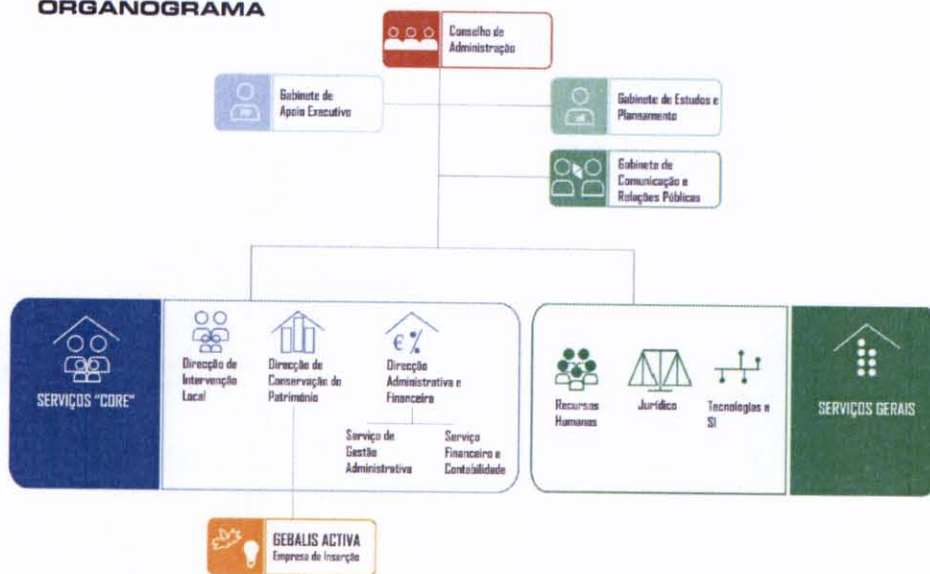 ORGANOGRAMA
Conselho de
Administração
Gabinete de
Apoio Executivo
Gabinete de Estudos e
Planeamento
Gabinete de
Comunicação e
Relações Públicas
SERVIÇOS "CORE"
Direcção de
Intervenção
Local
Direcção de
Conservação do
Património
€ %
Direcção
Administrativa e
Financeira
Serviço de
Gestão
Administrativa
Serviço
Financeiro e
Contabilidade
Recursos
Humanos
Jurídico
Tecnologias e
SI
SERVIÇOS GERAIS
GEBALIS ACTIVA
Empresa de Inserção